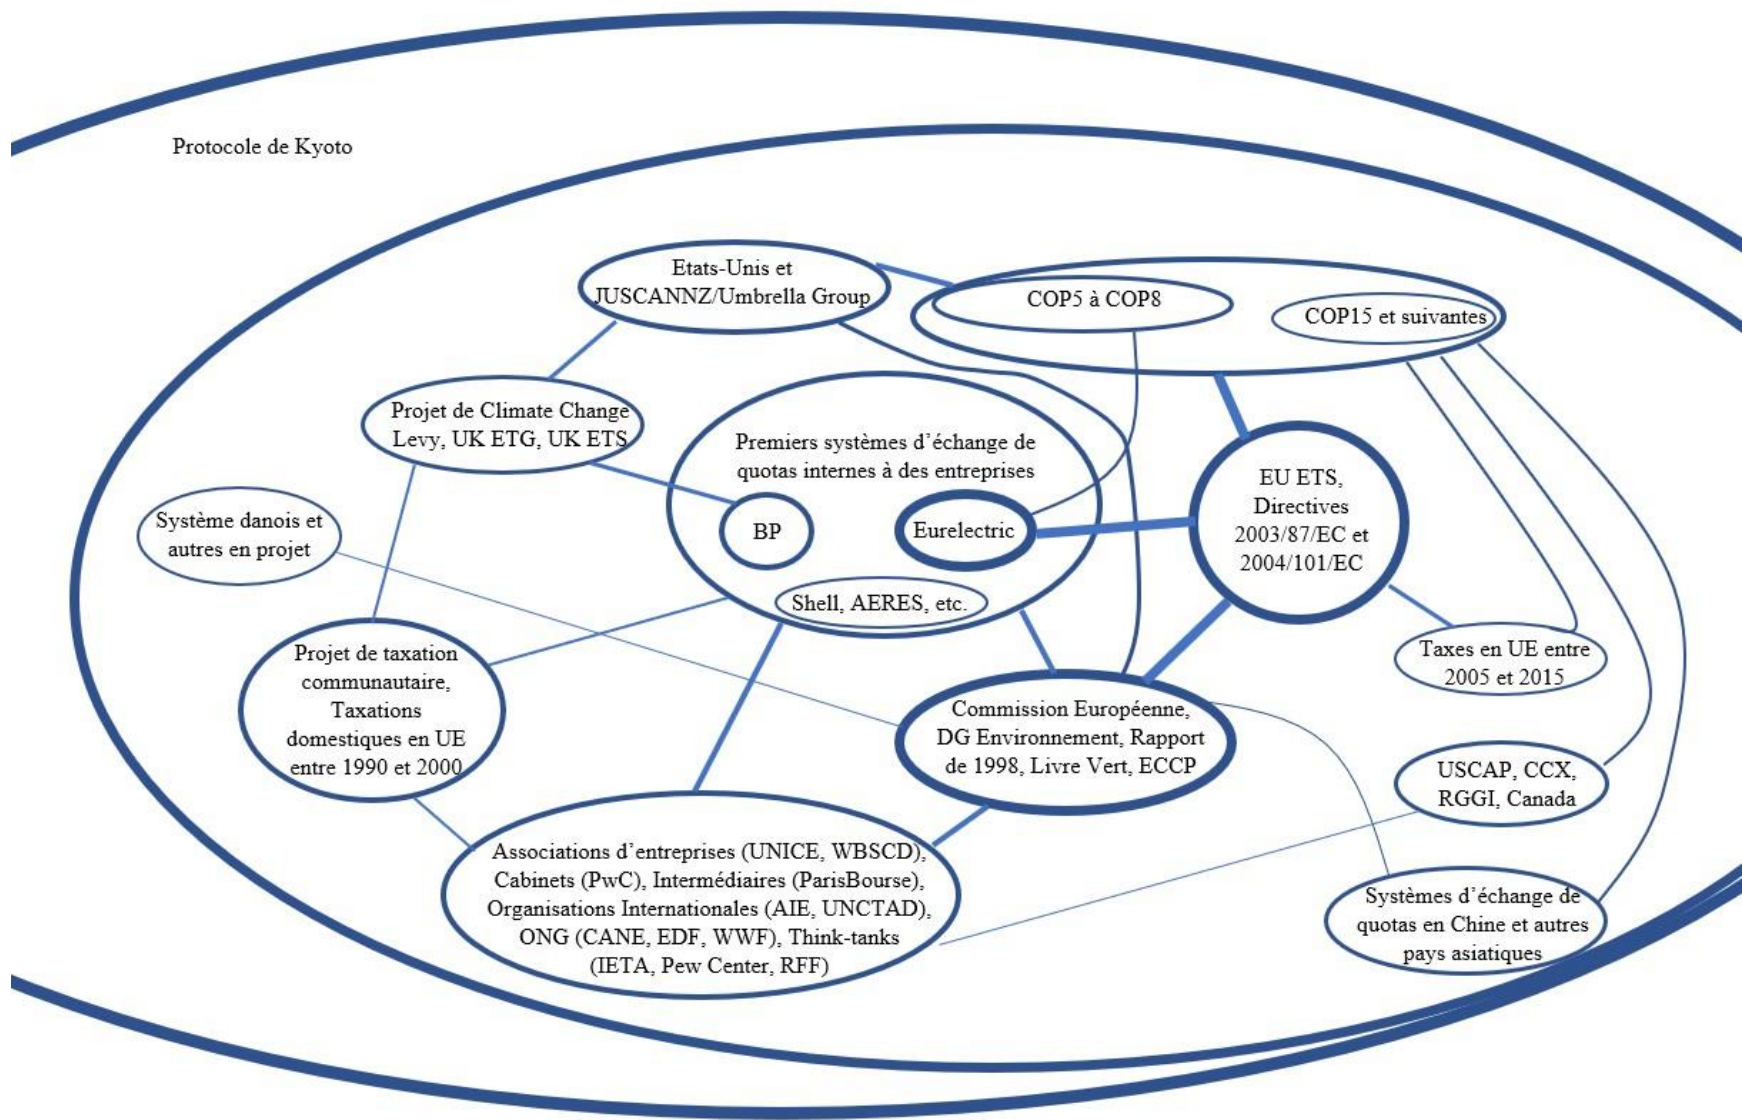 Protocole de Kyoto
Etats-Unis et
JUSCANNZ/Umbrella Group
COP5 à COP8
COP15 et suivantes
Projet de Climate Change
Levy, UK ETG, UK ETS
Premiers systèmes d’échange de
quotas internes à des entreprises
BP
Eurelectric
Shell, AERES, etc.
EU ETS,
Directives
2003/87/EC et
2004/101/EC
Système danois et
autres en projet
Projet de taxation
communautaire,
Taxations
domestiques en UE
entre 1990 et 2000
Taxes en UE entre
2005 et 2015
Commission Européenne,
DG Environnement, Rapport
de 1998, Livre Vert, ECCP
USCAP, CCX,
RGGI, Canada
Associations d’entreprises (UNICE, WBSCD),
Cabinets (PwC), Intermédiaires (ParisBourse),
Organisations Internationales (AIE, UNCTAD),
ONG (CANE, EDF, WWF), Think-tanks
(IETA, Pew Center, RFF)
Systèmes d’échange de
quotas en Chine et autres
pays asiatiques